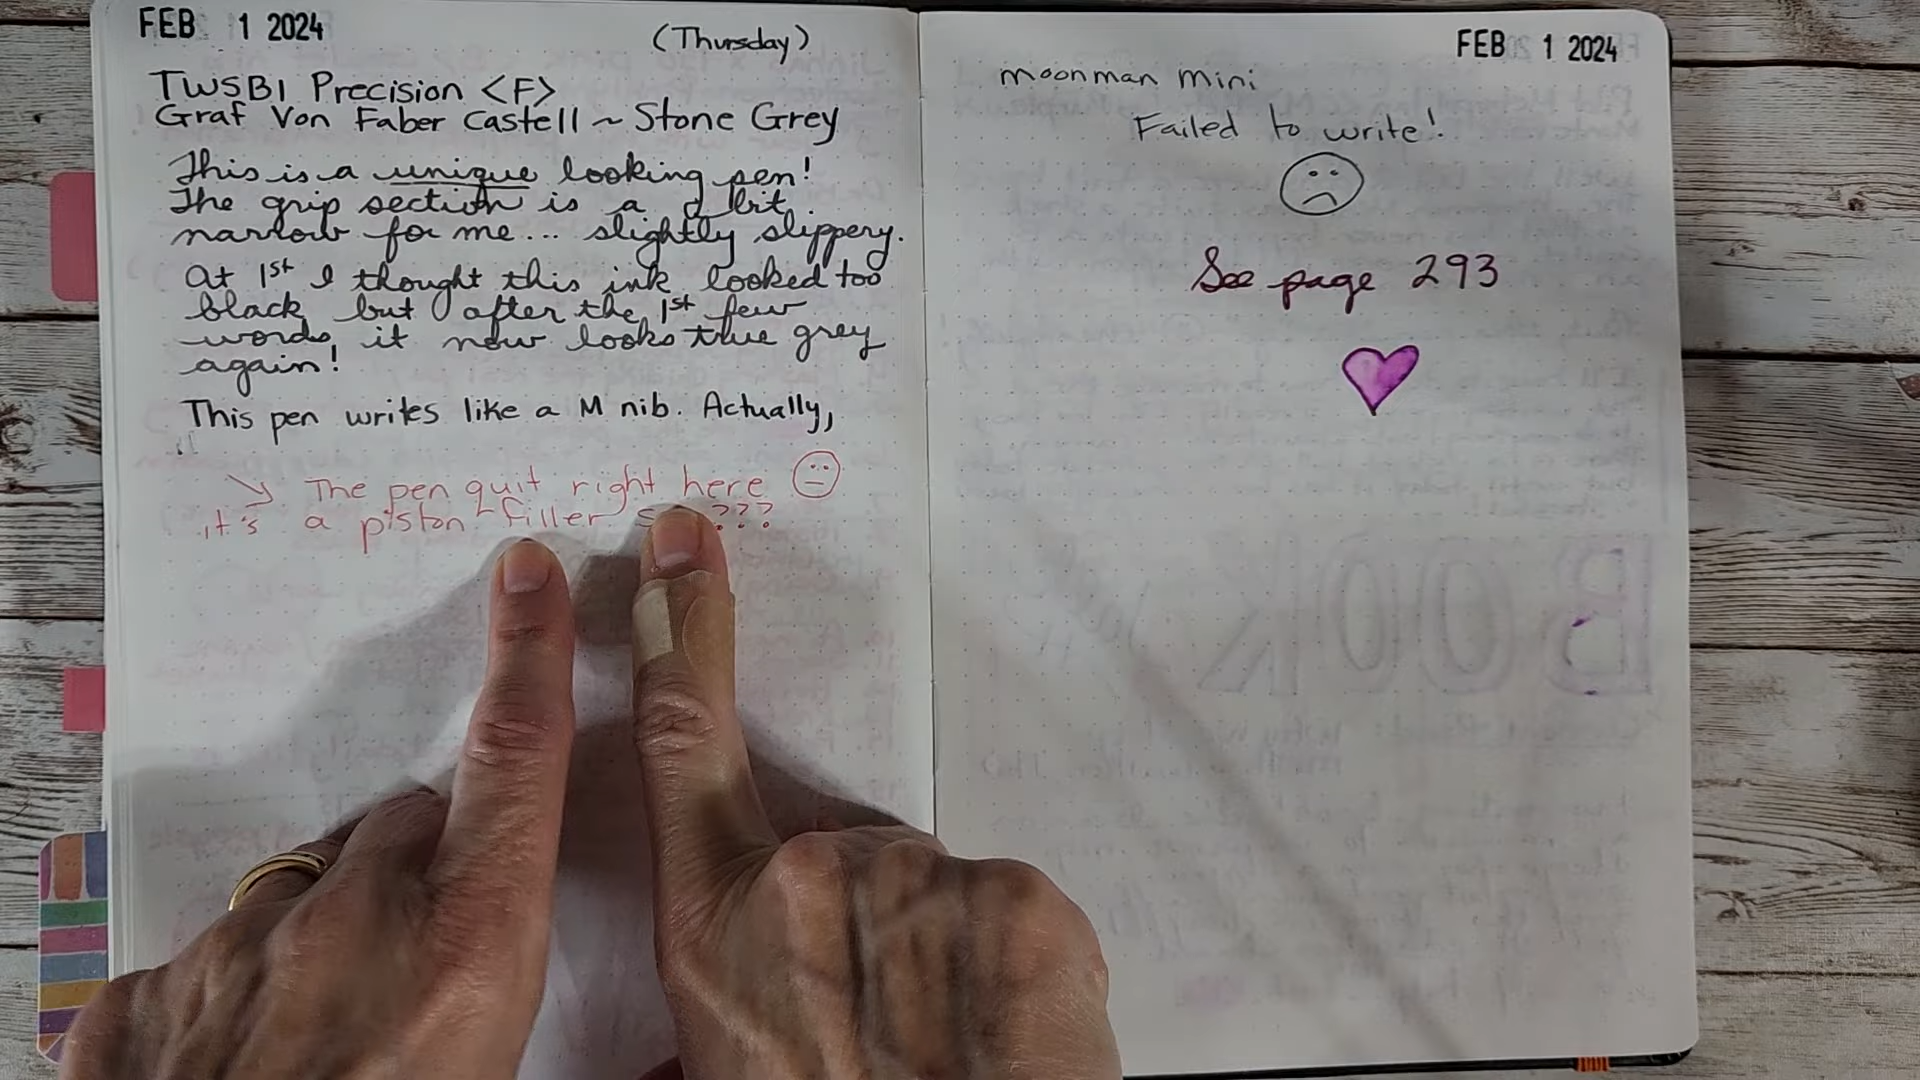 FEB 1 2024
(Thursday)
TWSBI Precision <F>
Graf Von Faber Castell ~ Stone Grey
This is a unique looking pen!
The grip section is a bit
narrow for me... slightly slippery.
At 1st I thought this ink looked too
black but after the 1st few
words it now looks true grey
again!
This pen writes like a M nib. Actually,
The pen quit right here
it's a piston-filler ???
FEB 1 2024
moonman mini
Failed to write!
See page 293